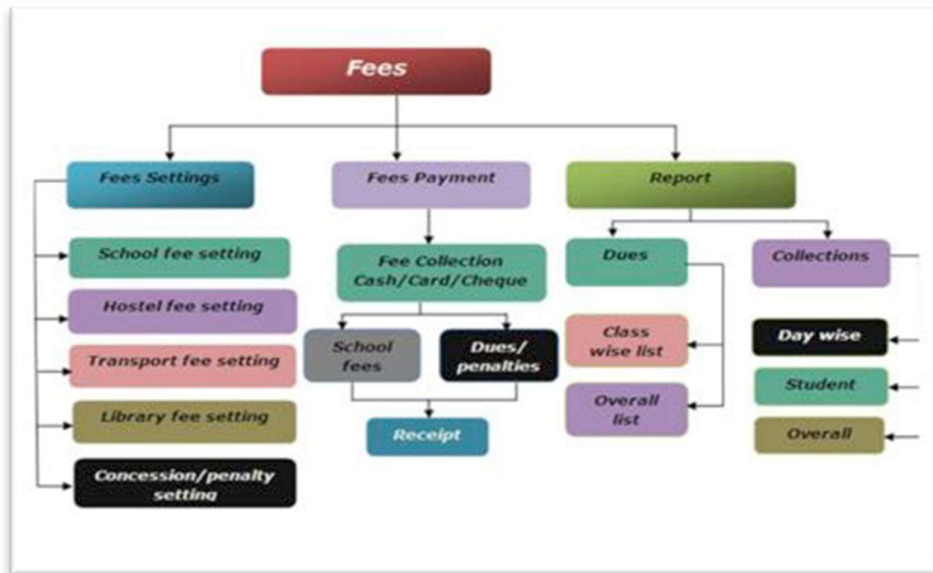 Fees
Fees Settings
School fee setting
Hostel fee setting
Transport fee setting
Library fee setting
Concession/penalty
setting
Fees Payment
Fee Collection
Cash/Card/Cheque
School
fees
Dues/
penalties
Receipt
Report
Dues
Class
wise list
Overall
list
Collections
Day wise
Student
Overall